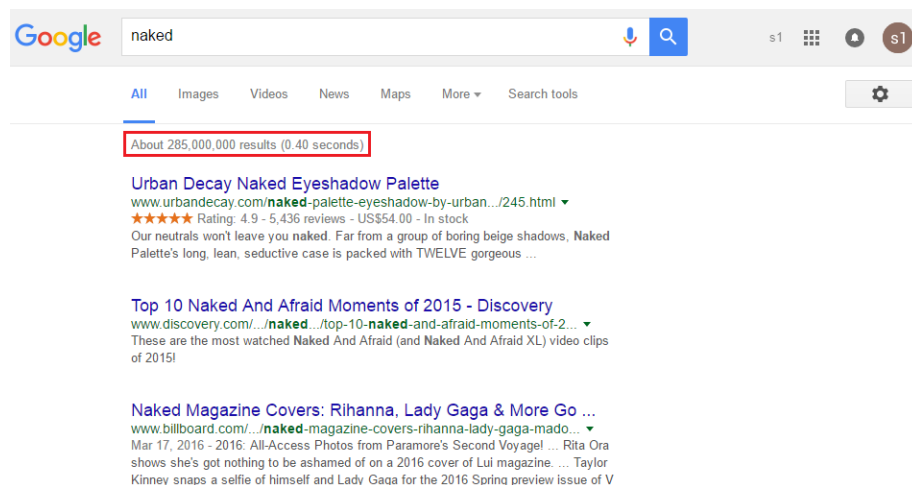 Google
naked
s1
s1
All Images Videos News Maps More Search tools
About 285,000,000 results (0.40 seconds)
Urban Decay Naked Eyeshadow Palette
www.urbandecay.com/naked-palette-eyeshadow-by-urban.../245.html
Rating: 4.9 - 5,436 reviews - US$54.00 - In stock
Our neutrals won't leave you naked. Far from a group of boring beige shadows, Naked
Palette's long, lean, seductive case is packed with TWELVE gorgeous ...
Top 10 Naked And Afraid Moments of 2015 - Discovery
www.discovery.com/.../naked.../top-10-naked-and-afraid-moments-of-2...
These are the most watched Naked And Afraid (and Naked And Afraid XL) video clips
of 2015!
Naked Magazine Covers: Rihanna, Lady Gaga & More Go ...
www.billboard.com/.../naked-magazine-covers-rihanna-lady-gaga-mado...
Mar 17, 2016 - 2016: All-Access Photos from Paramore's Second Voyage! ... Rita Ora
shows she's got nothing to be ashamed of on a 2016 cover of Lui magazine. ... Taylor
Kinney snaps a selfie of himself and Lady Gaga for the 2016 Spring preview issue of V